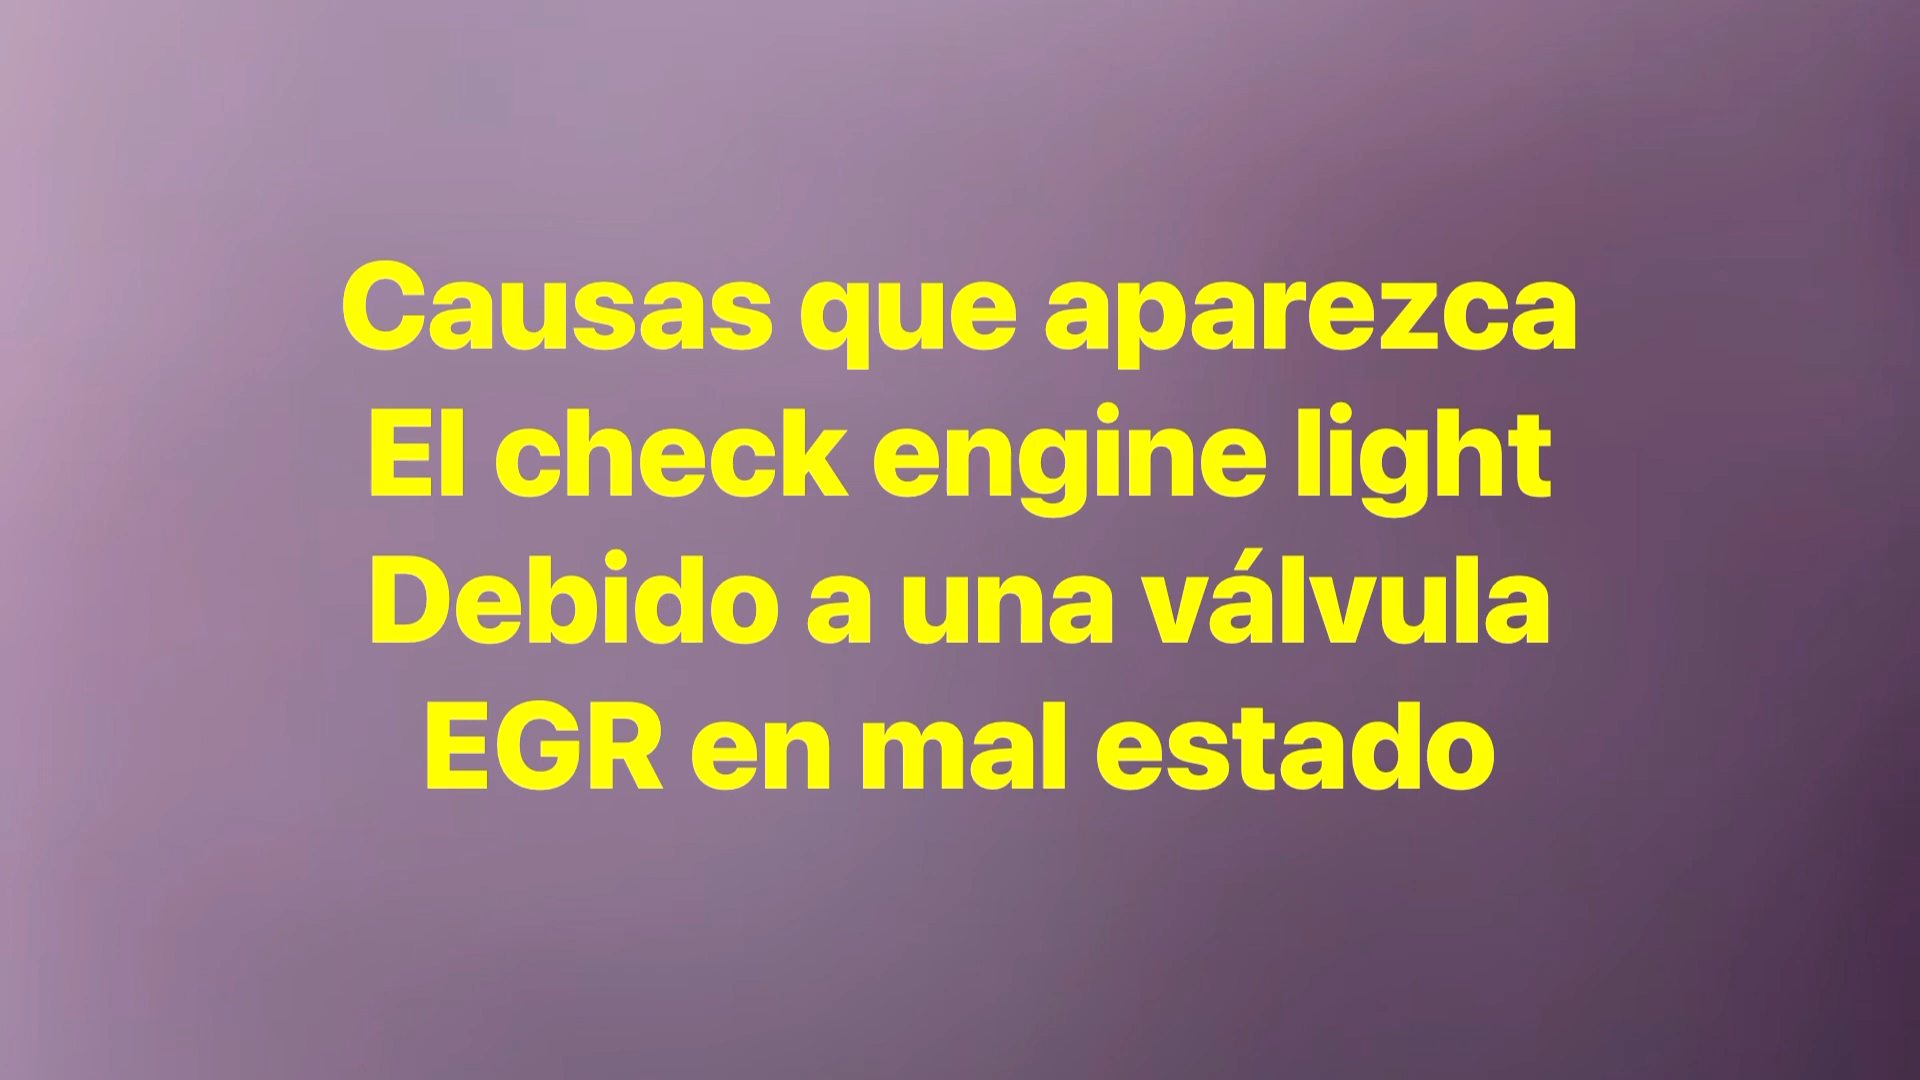 Causas que aparezca
El check engine light
Debido a una válvula
EGR en mal estado